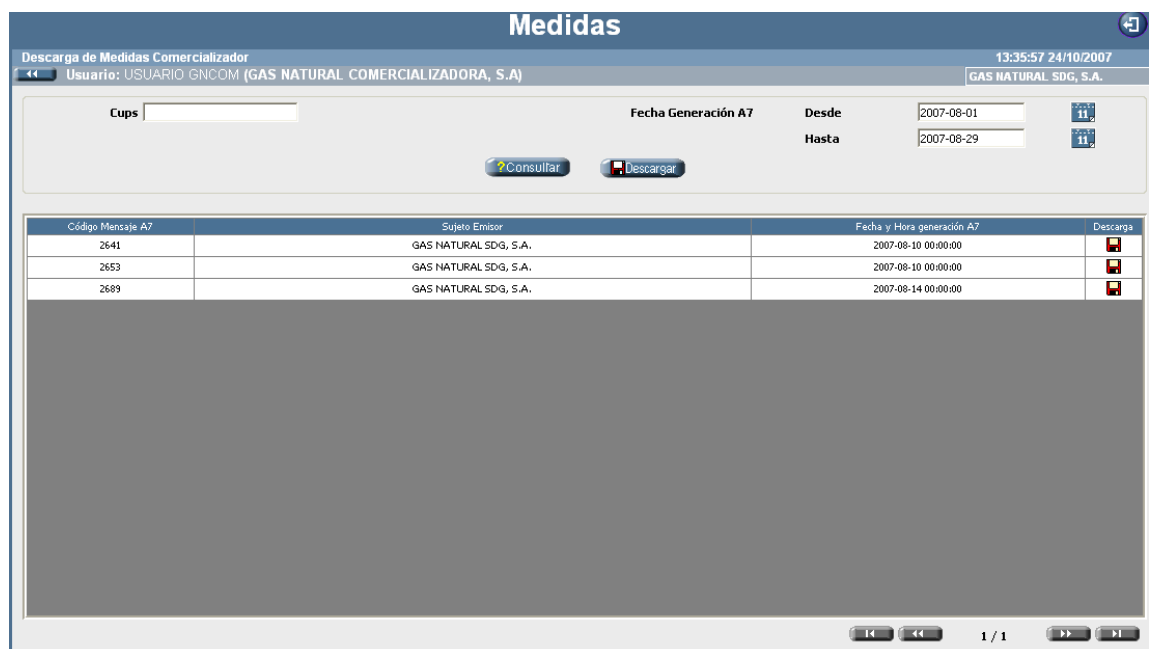 Medidas
Descarga de Medidas Comercializador 13:35:57 24/10/2007
Usuario: USUARIO GNCOM (GAS NATURAL COMERCIALIZADORA, S.A) GAS NATURAL SDG, S.A.
Cups Fecha Generación A7 Desde 2007-08-01 11
Hasta 2007-08-29 11
?Consultar Descargar
Código Mensaje A7 Sujeto Emisor Fecha y Hora generación A7 Descarga
2641 GAS NATURAL SDG, S.A. 2007-08-10 00:00:00
2653 GAS NATURAL SDG, S.A. 2007-08-10 00:00:00
2689 GAS NATURAL SDG, S.A. 2007-08-14 00:00:00
1 / 1